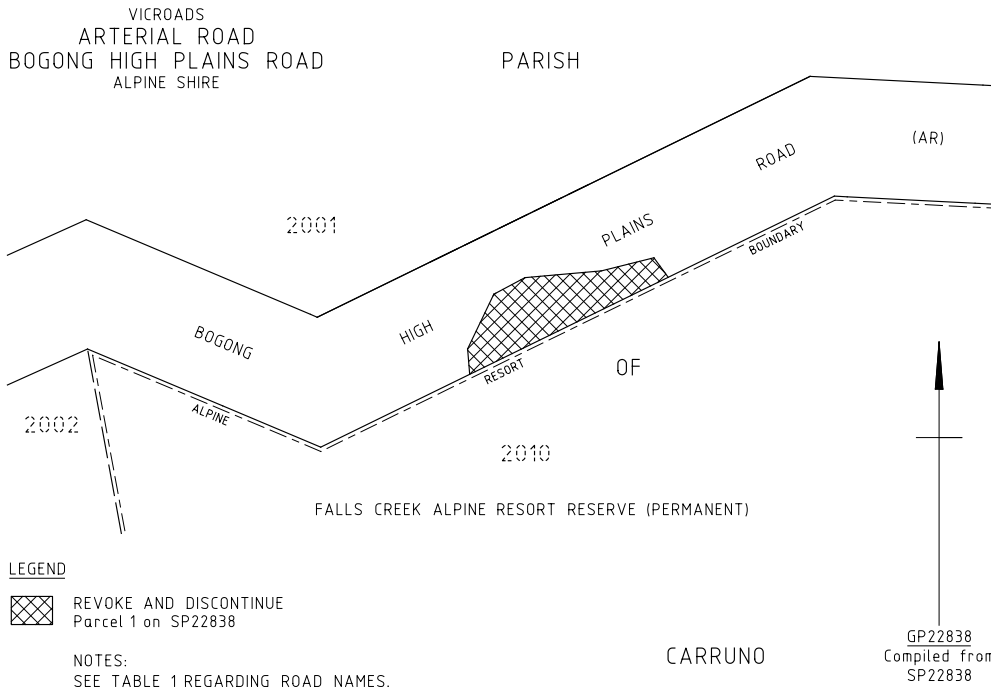 VICROADS
ARTERIAL ROAD
BOGONG HIGH PLAINS ROAD
ALPINE SHIRE
PARISH
(AR)
ROAD
2001
PLAINS
BOUNDARY
BOGONG
HIGH
RESORT
OF
ALPINE
2002
2010
FALLS CREEK ALPINE RESORT RESERVE (PERMANENT)
LEGEND
REVOKE AND DISCONTINUE
Parcel 1 on SP22838
NOTES:
SEE TABLE 1 REGARDING ROAD NAMES.
CARRUNO
GP22838
Compiled from
SP22838